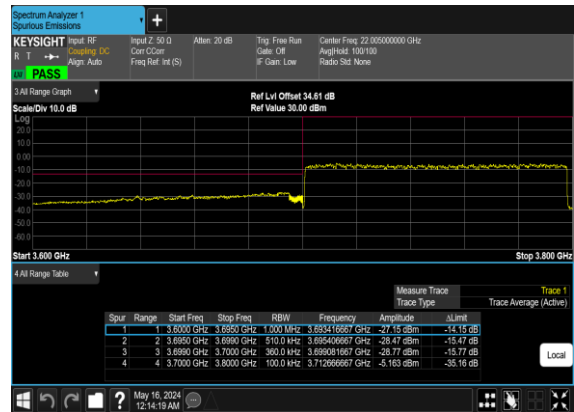 Spectrum Analyzer 1
Spurious Emissions
+
KEYSIGHT Input: RF Input Z: 50 Ω Atten: 20 dB Trig: Free Run Center Freq: 22.005000000 GHz
R T Coupling: DC Corr CCorr Gate: Off Avg|Hold: 100/100
Align: Auto Freq Ref: Int (S) IF Gain: Low Radio Std: None
PASS
3 All Range Graph
Ref Lvl Offset 34.61 dB
Scale/Div 10.0 dB Ref Value 30.00 dBm
Log
20.0
10.0
0.00
-10.0
-20.0
-30.0
-40.0
-50.0
-60.0
Start 3.600 GHz Stop 3.800 GHz
4 All Range Table
Measure Trace Trace 1
Trace Type Trace Average (Active)
Spur Range Start Freq Stop Freq RBW Frequency Amplitude ΔLimit
1 1 3.6000 GHz 3.6950 GHz 1.000 MHz 3.693416667 GHz -27.15 dBm -14.15 dB
2 2 3.6950 GHz 3.6990 GHz 510.0 kHz 3.695406667 GHz -28.47 dBm -15.47 dB
3 3 3.6990 GHz 3.7000 GHz 360.0 kHz 3.699081667 GHz -28.77 dBm -15.77 dB
4 4 3.7000 GHz 3.8000 GHz 100.0 kHz 3.712666667 GHz -5.163 dBm -35.16 dB
Local
? May 16, 2024
12:14:19 AM